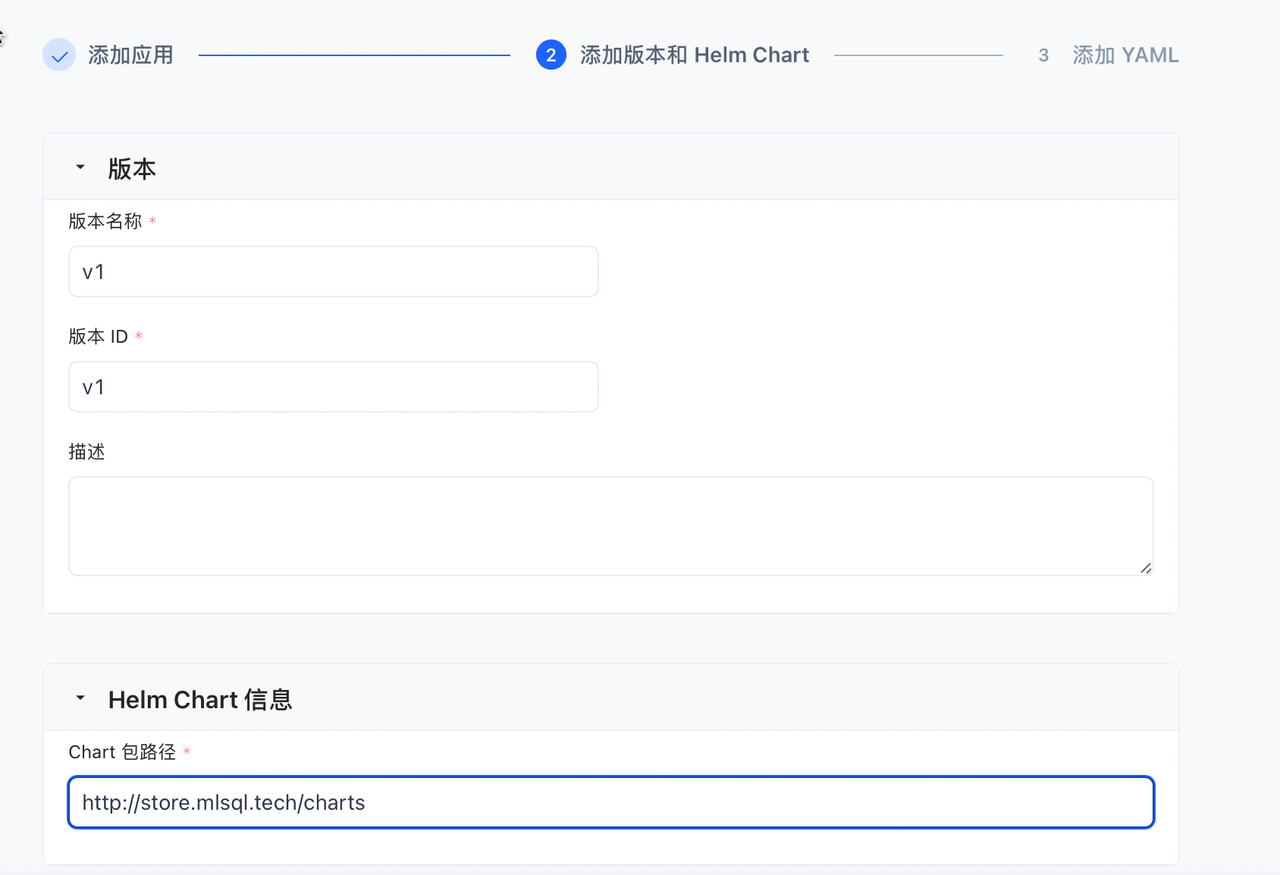 添加应用 2 添加版本和 Helm Chart 3 添加 YAML
版本
版本名称 *
v1
版本 ID *
v1
描述
Helm Chart 信息
Chart 包路径 *
http://store.mlsql.tech/charts